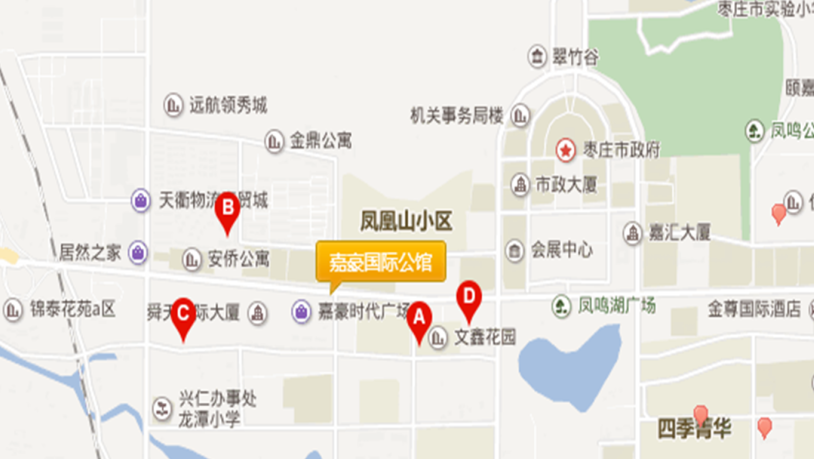 枣庄市实验小
翠竹谷
颐嘉
远航领秀城
机关事务局楼
凤鸣公
金鼎公寓
枣庄市政府
市政大厦
天衢物流
贸城
B
凤凰山小区
嘉汇大厦
居然之家
安侨公寓
会展中心
嘉豪国际公馆
D
锦泰花苑a区
舜天
际大厦
C
嘉豪时代广场
A
凤鸣湖广场
金尊国际酒店
文鑫花园
兴仁办事处
龙潭小学
四季菁华